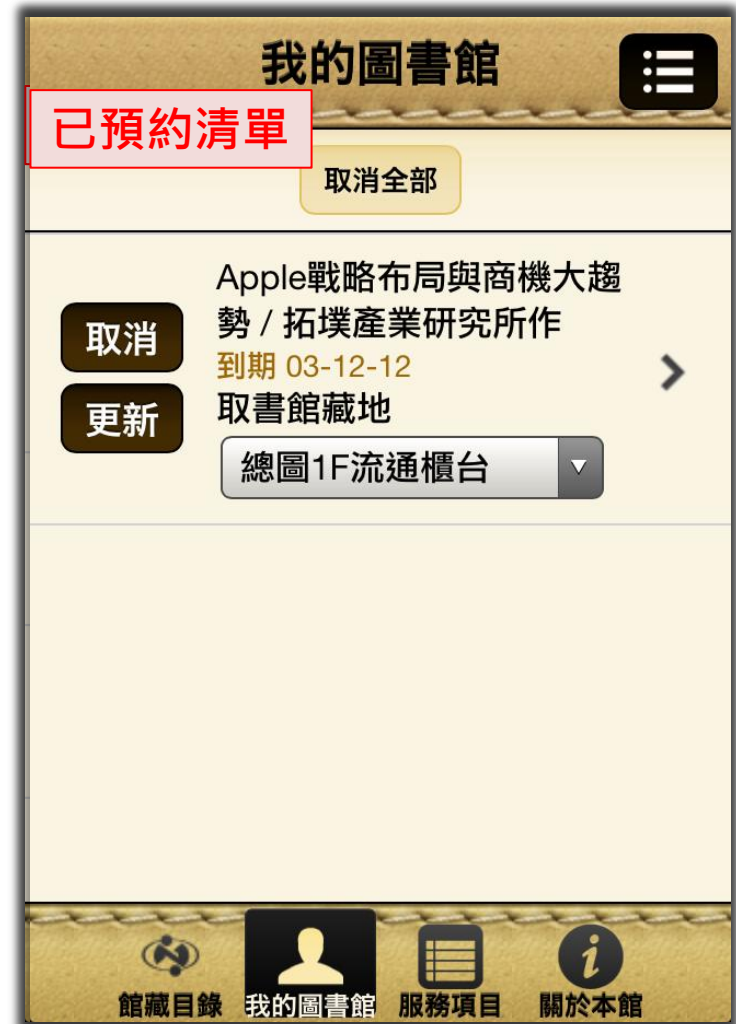 我的圖書館
已預約清單
取消全部
Apple戰略布局與商機大趨
勢 / 拓墣產業研究所作
取消
到期 03-12-12
更新
取書館藏地
總圖1F流通櫃台
館藏目錄 我的圖書館 服務項目 關於本館